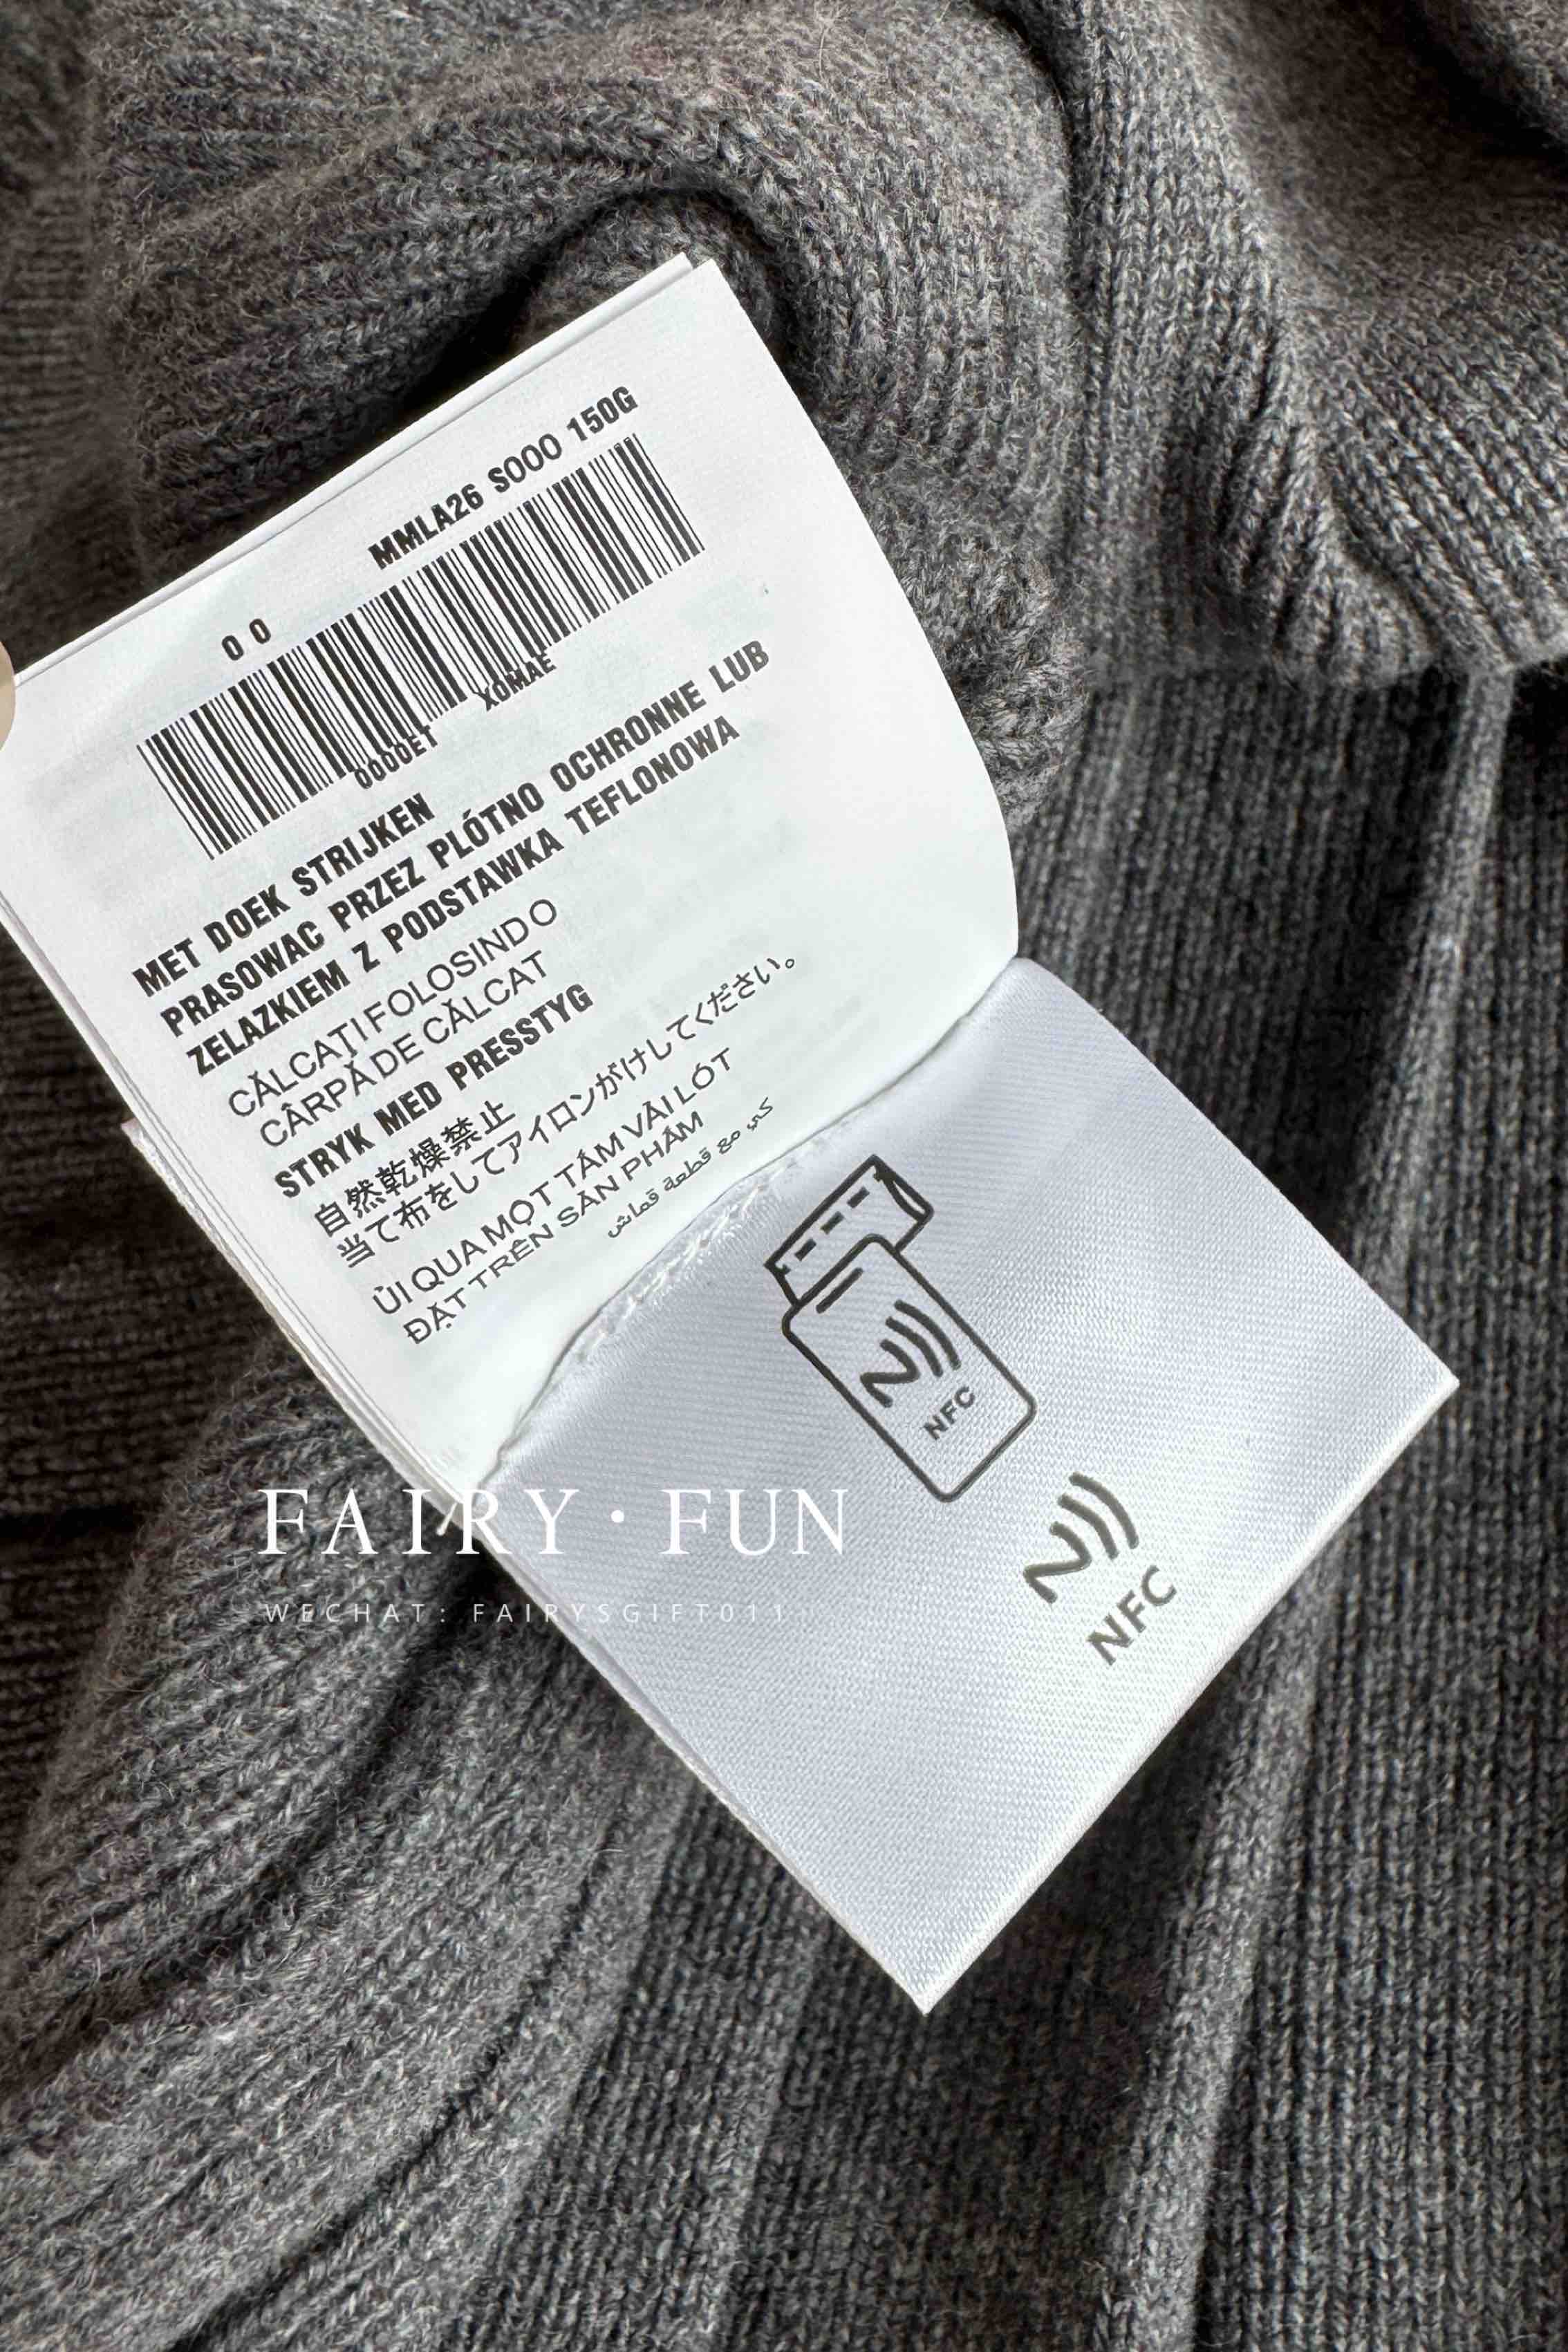 MMLA26 S000 150G
0 0
0000ET XOMAE
MET DOEK STRIJKEN
PRASOWAC PRZEZ PLÓTNO OCHRONNE LUB
ZELAZKIEM Z PODSTAWKA TEFLONOWA
CĂLCAȚI FOLOSIND O
CÂRPĂ DE CĂLCAT
STRYK MED PRESSTYG
自然乾燥禁止
当て布をしてアイロンがけしてください。
ỦI QUA MỘT TẤM VẢI LÓT
ĐẶT TRÊN SẢN PHẨM
كي مع قطعة قماش
NFC
NFC
FAIRY·FUN
WECHAT: FAIRYSGIFT011